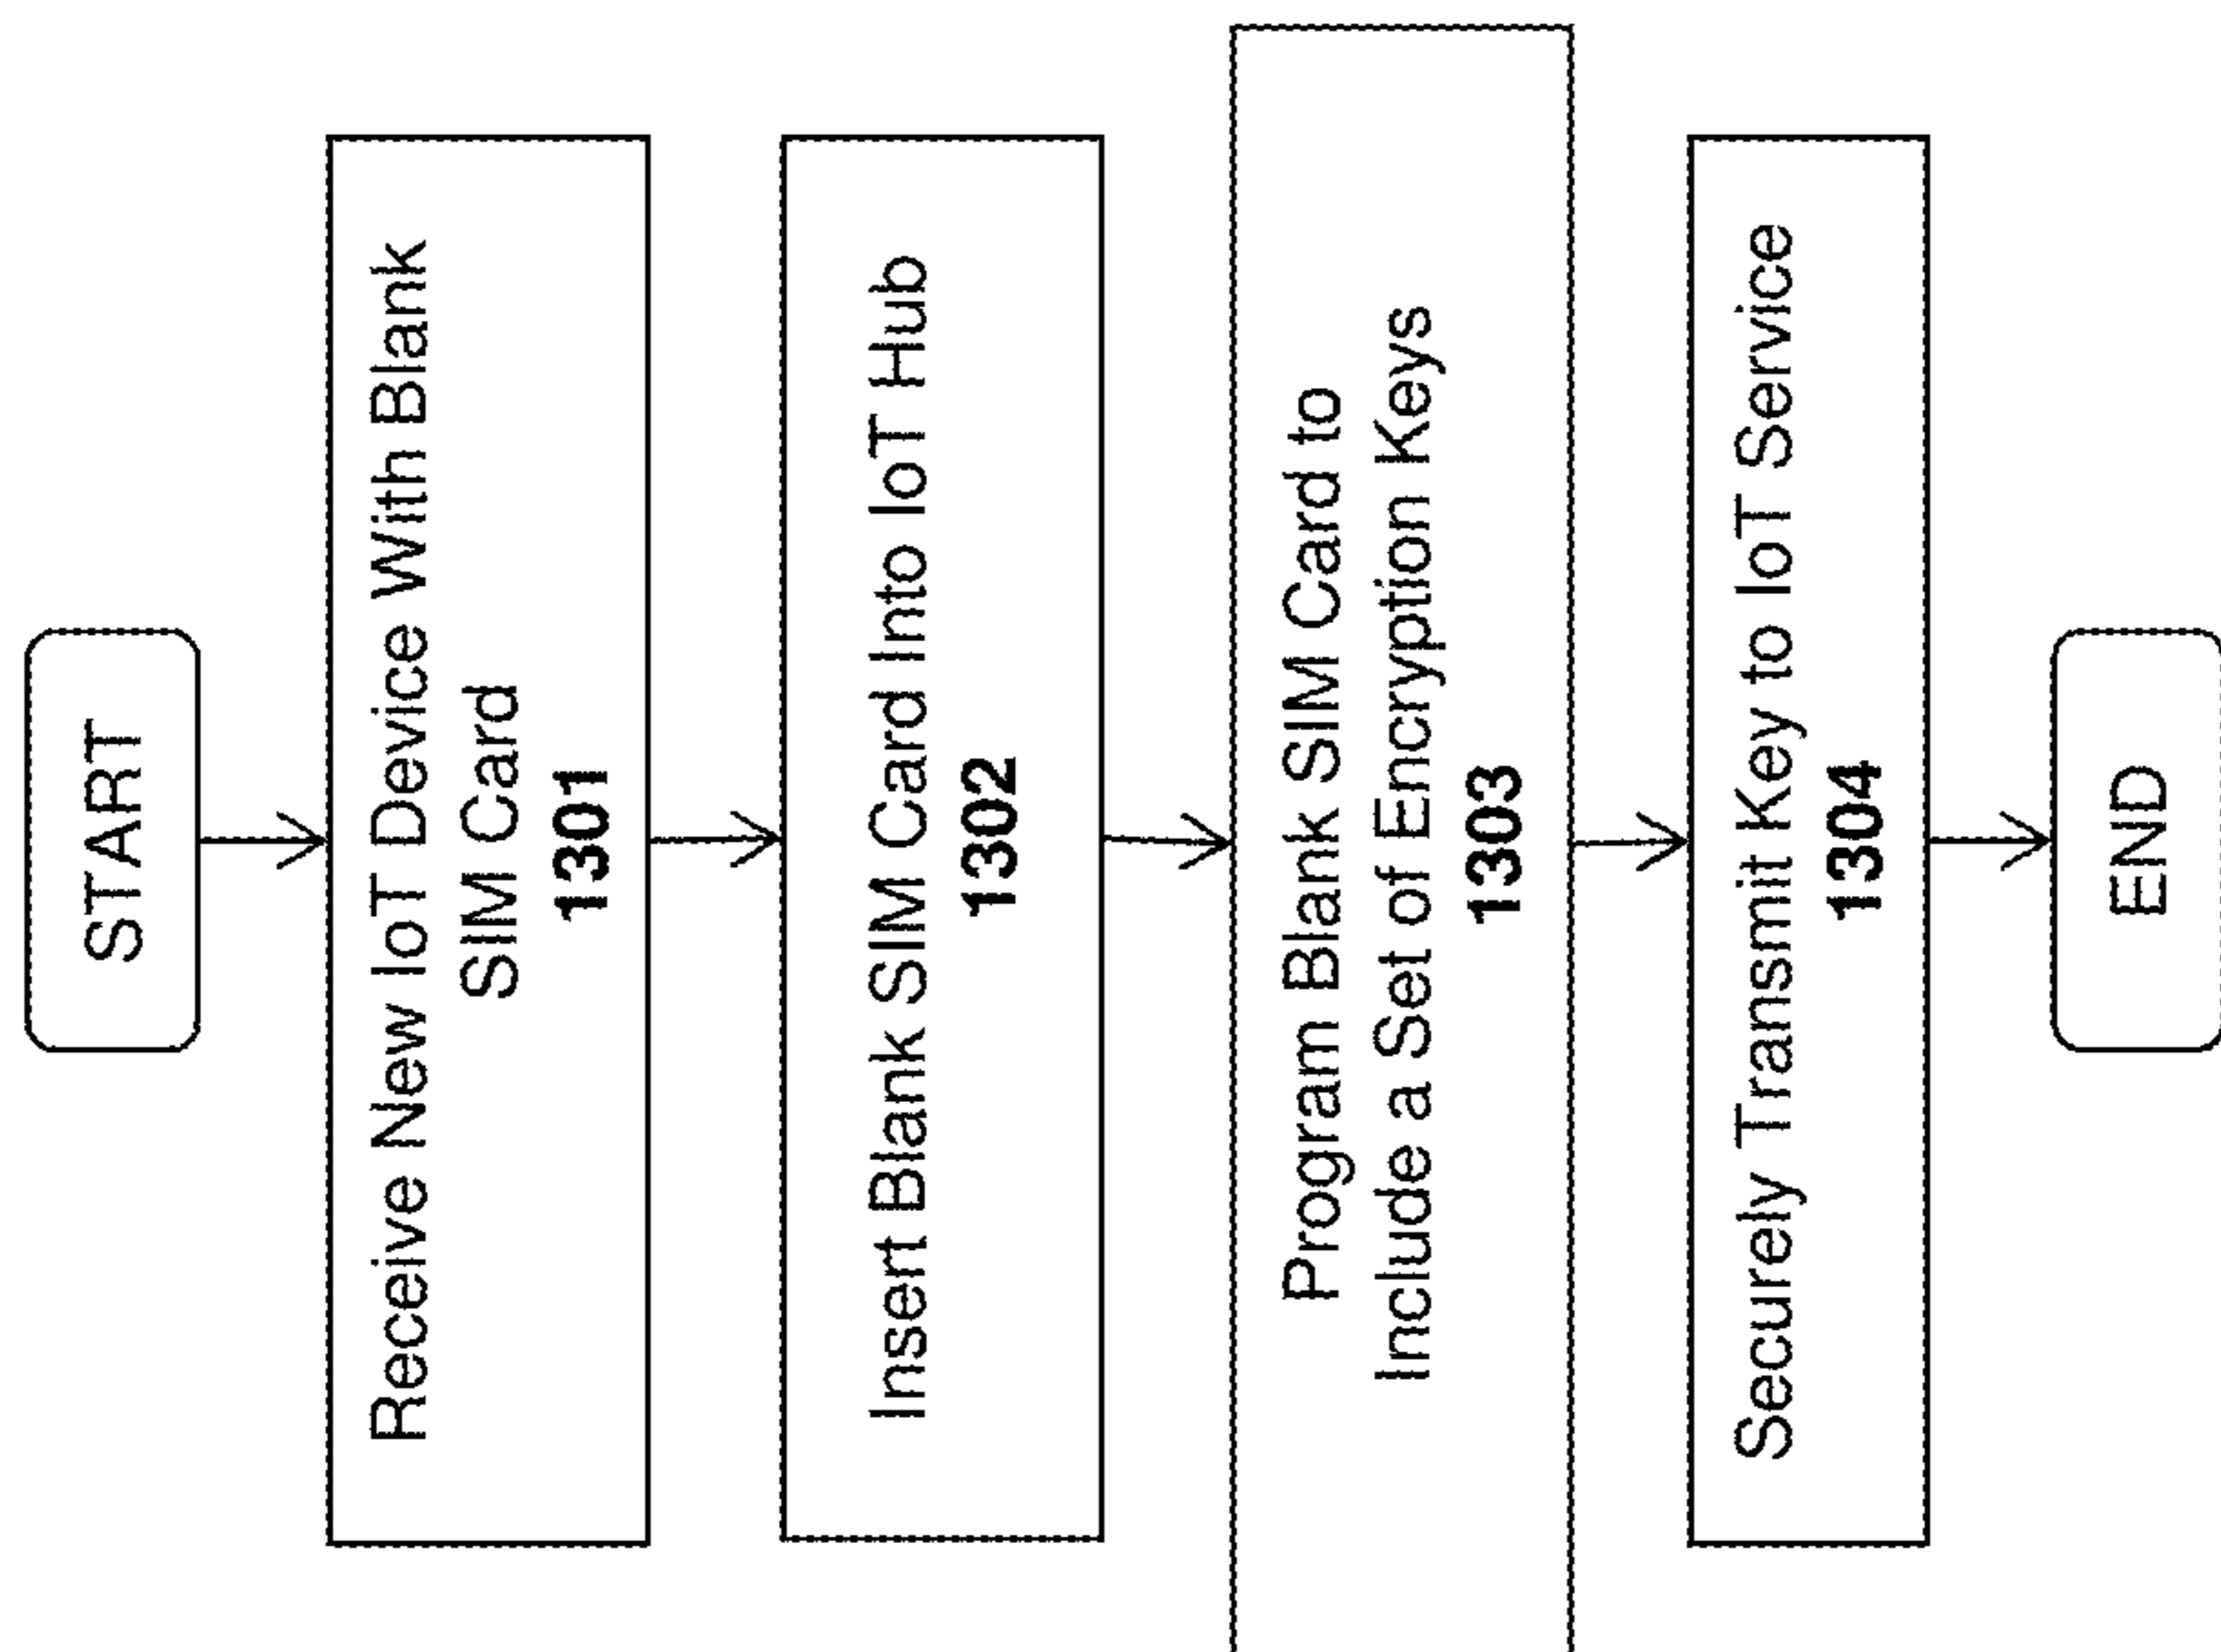 START
Receive New IoT Device With Blank
SIM Card
1301
Insert Blank SIM Card Into IoT Hub
1302
Program Blank SIM Card to
Include a Set of Encryption Keys
1303
Securely Transmit Key to IoT Service
1304
END